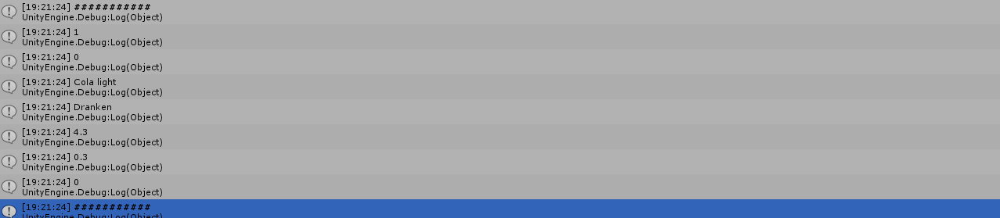 [19:21:24] ###########
UnityEngine.Debug:Log(Object)
[19:21:24] 1
UnityEngine.Debug:Log(Object)
[19:21:24] 0
UnityEngine.Debug:Log(Object)
[19:21:24] Cola light
UnityEngine.Debug:Log(Object)
[19:21:24] Dranken
UnityEngine.Debug:Log(Object)
[19:21:24] 4.3
UnityEngine.Debug:Log(Object)
[19:21:24] 0.3
UnityEngine.Debug:Log(Object)
[19:21:24] 0
UnityEngine.Debug:Log(Object)
[19:21:24] ###########
UnityEngine.Debug:Log(Object)